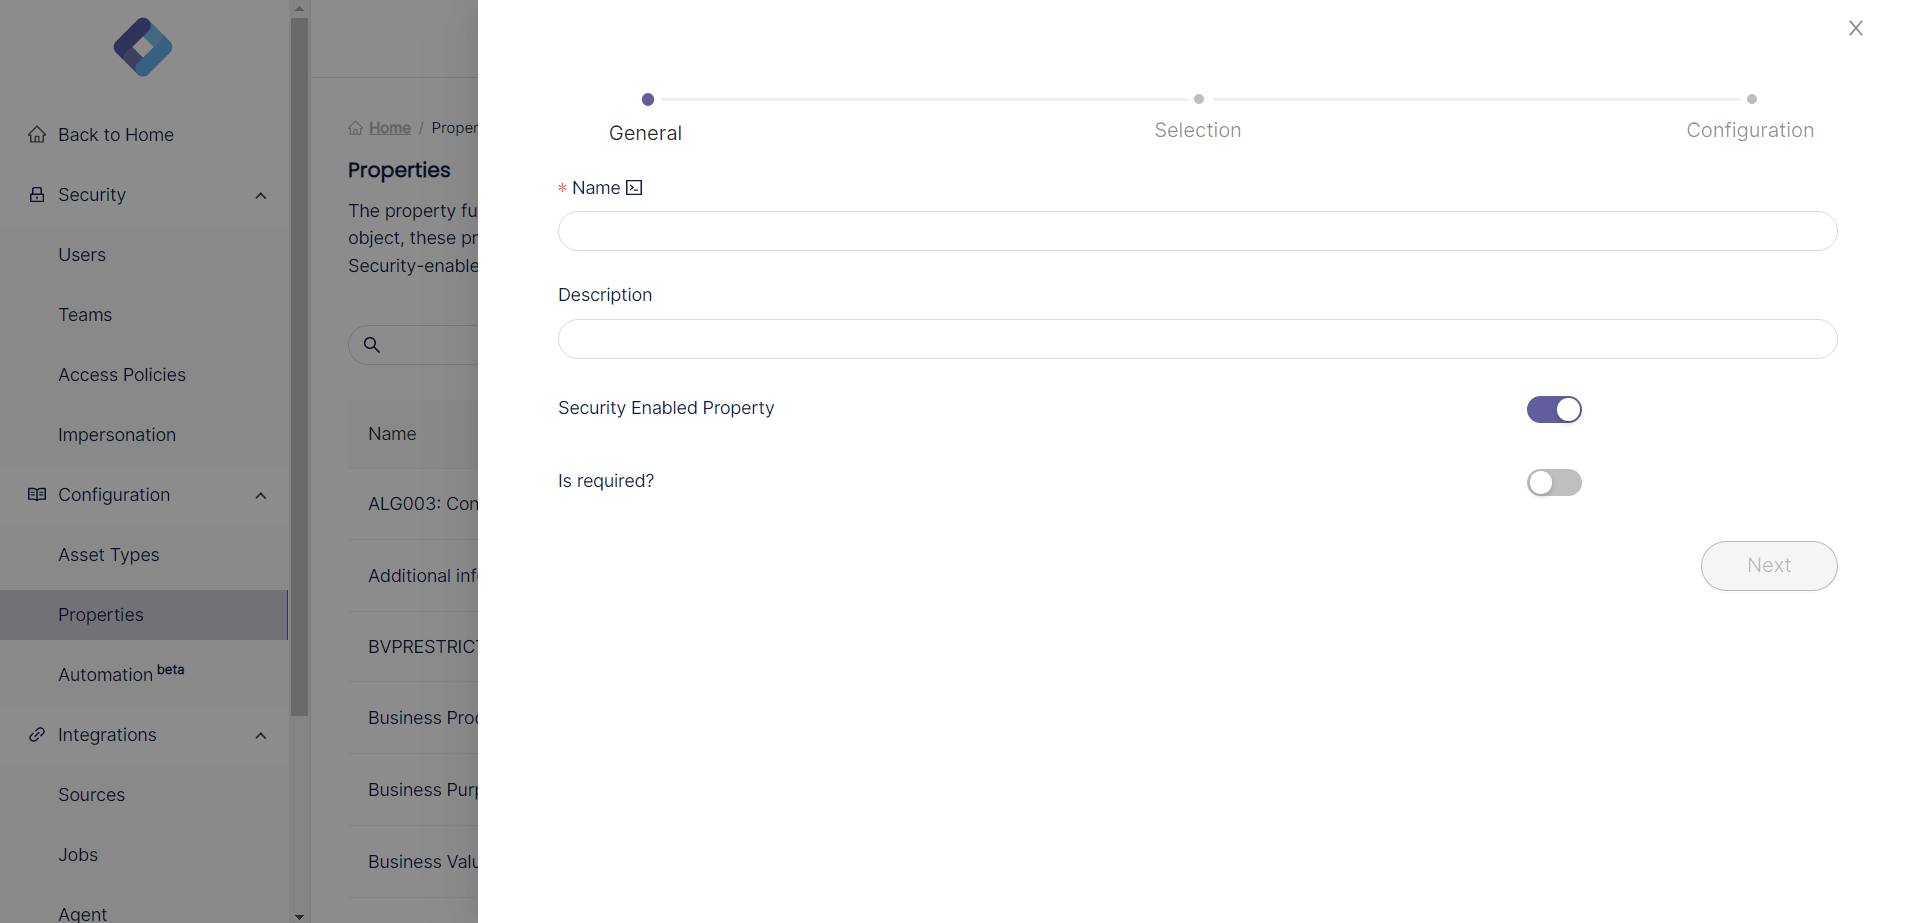 Back to Home
Security
Users
Teams
Access Policies
Impersonation
Configuration
Asset Types
Properties
Automation beta
Integrations
Sources
Jobs
Agent
Home / Proper
Properties
The property fu
object, these pr
Security-enable
Name
ALG003: Con
Additional inf
BVPRESTRICT
Business Proc
Business Purp
Business Valu
General
Selection
Configuration
* Name
Description
Security Enabled Property
Is required?
Next